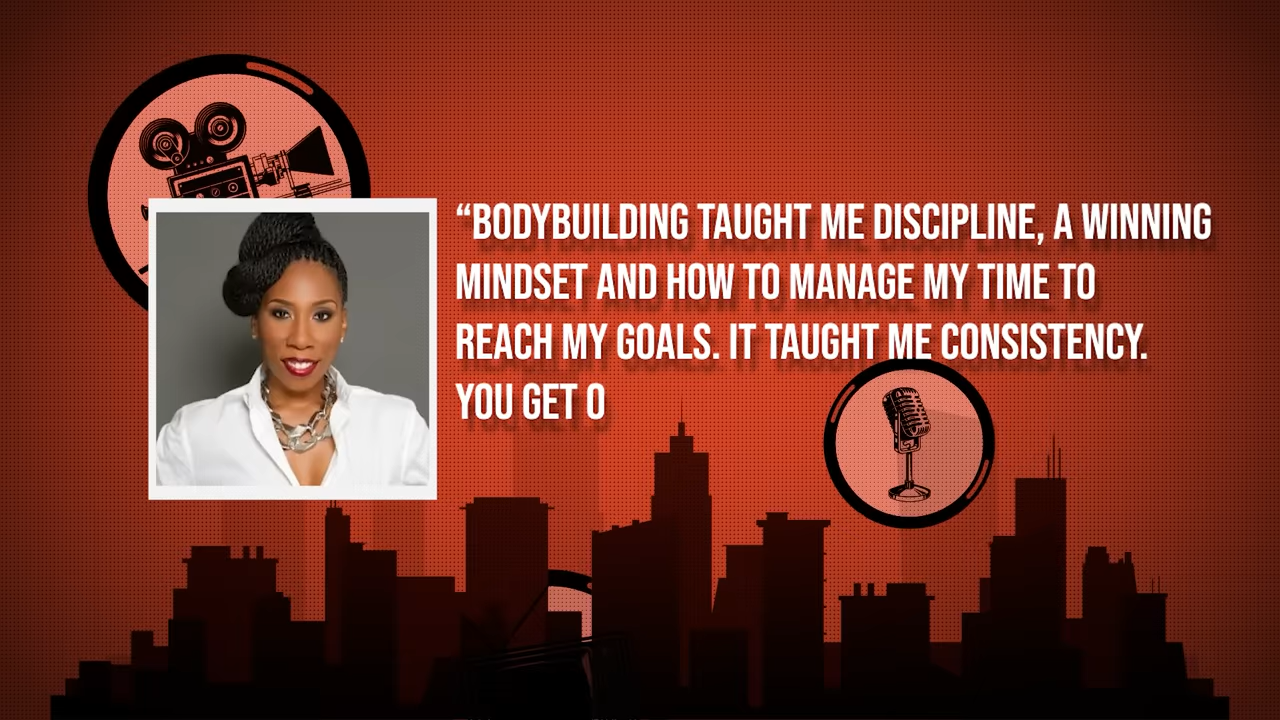 “BODYBUILDING TAUGHT ME DISCIPLINE, A WINNING
MINDSET AND HOW TO MANAGE MY TIME TO
REACH MY GOALS. IT TAUGHT ME CONSISTENCY.
YOU GET O